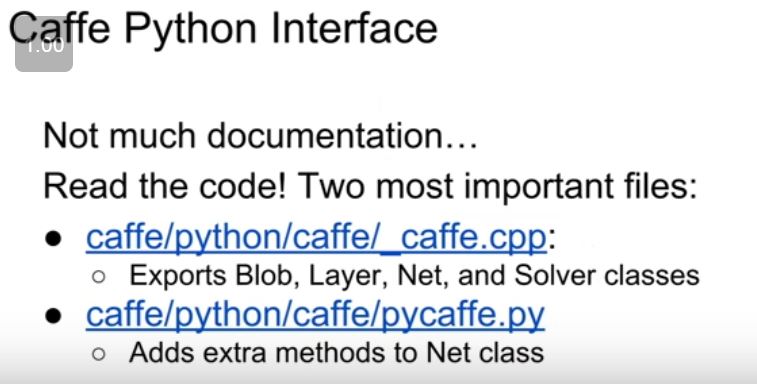 Caffe Python Interface
1.00
Not much documentation...
Read the code! Two most important files:
● caffe/python/caffe/_caffe.cpp:
○ Exports Blob, Layer, Net, and Solver classes
● caffe/python/caffe/pycaffe.py
○ Adds extra methods to Net class